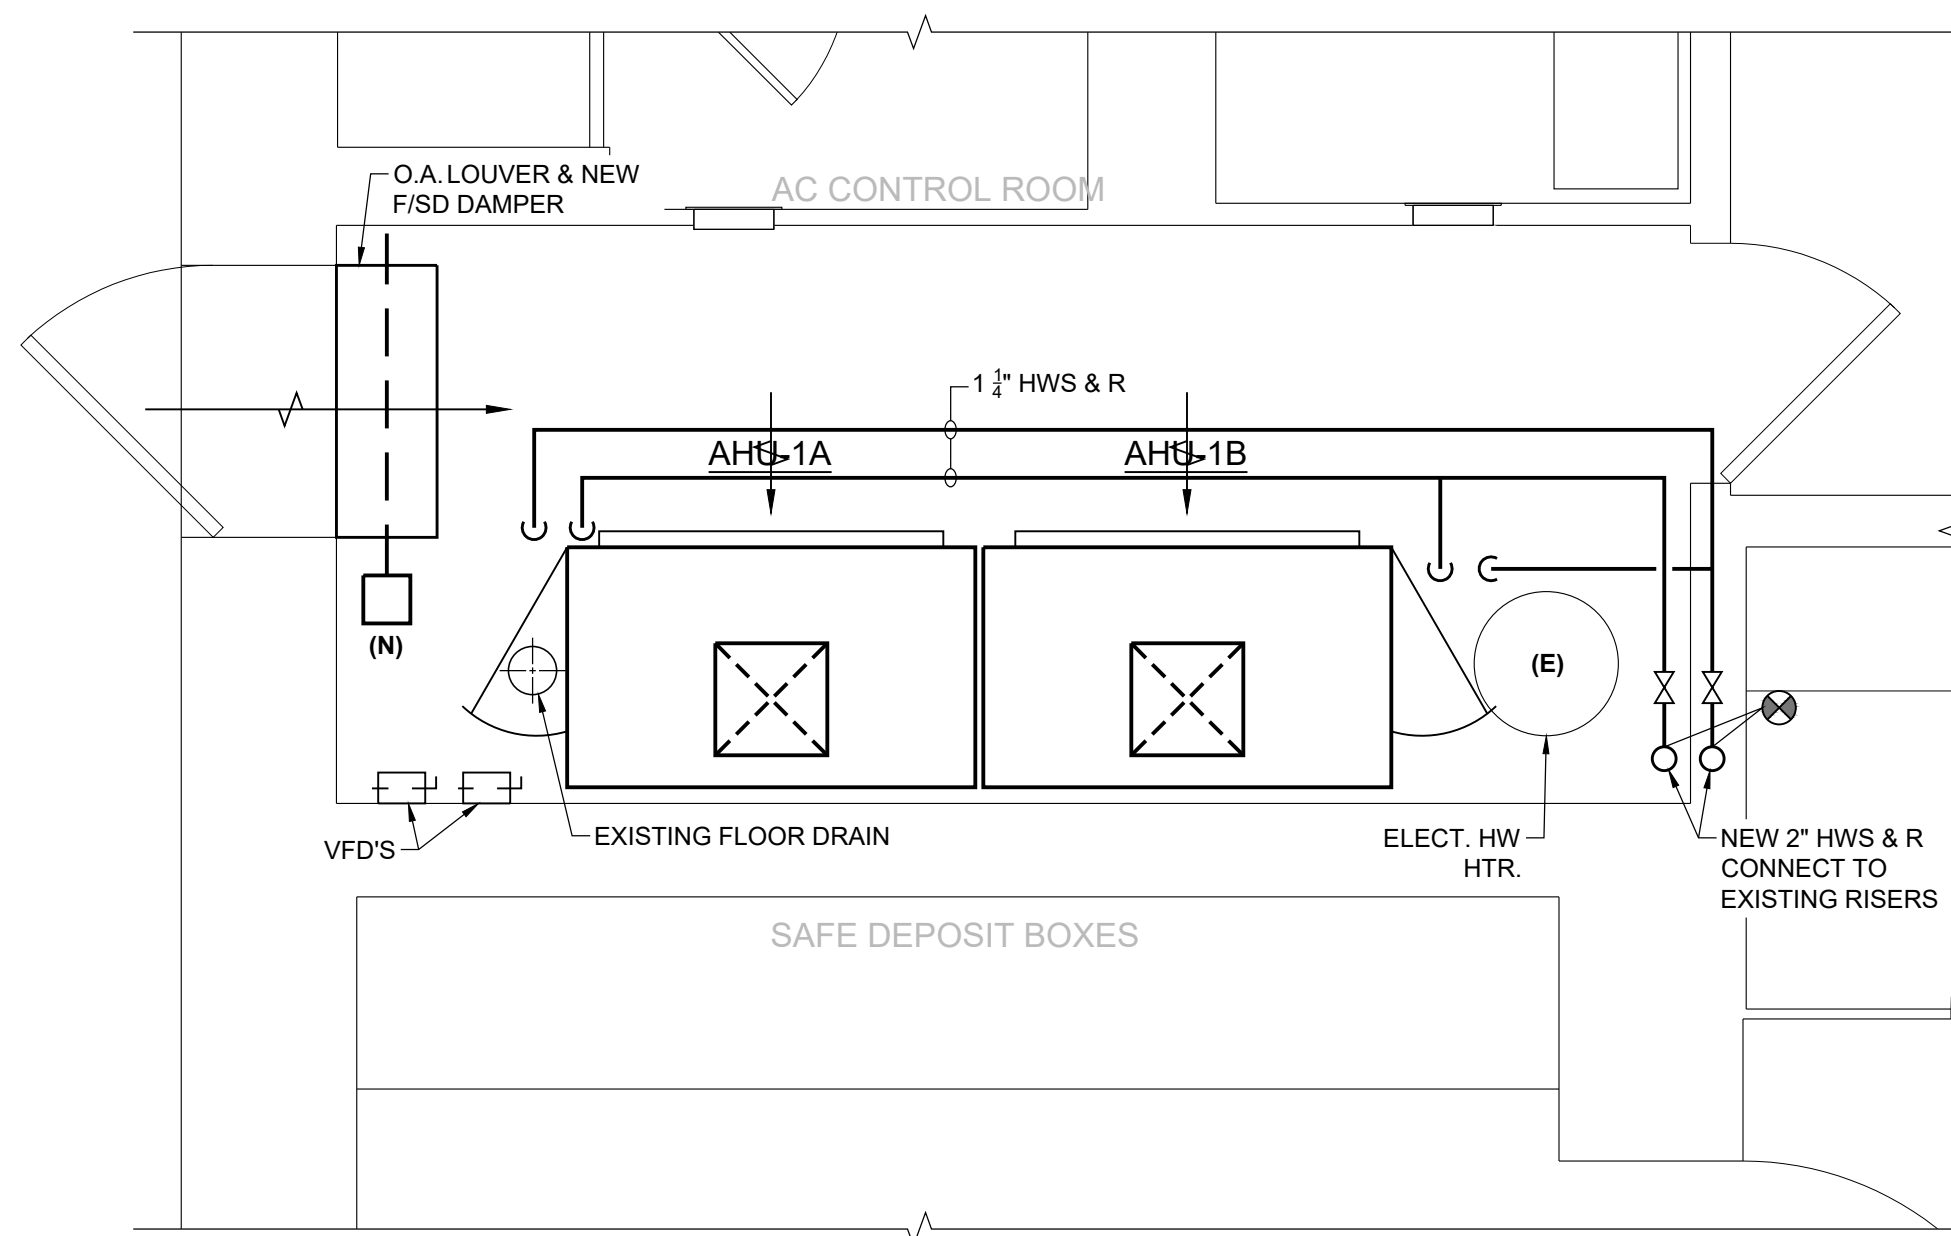 O.A. LOUVER & NEW
F/SD DAMPER
AC CONTROL ROOM
1 1/4" HWS & R
AHU-1A
AHU-1B
(N)
(E)
VFD'S
EXISTING FLOOR DRAIN
ELECT. HW
HTR.
NEW 2" HWS & R
CONNECT TO
EXISTING RISERS
SAFE DEPOSIT BOXES